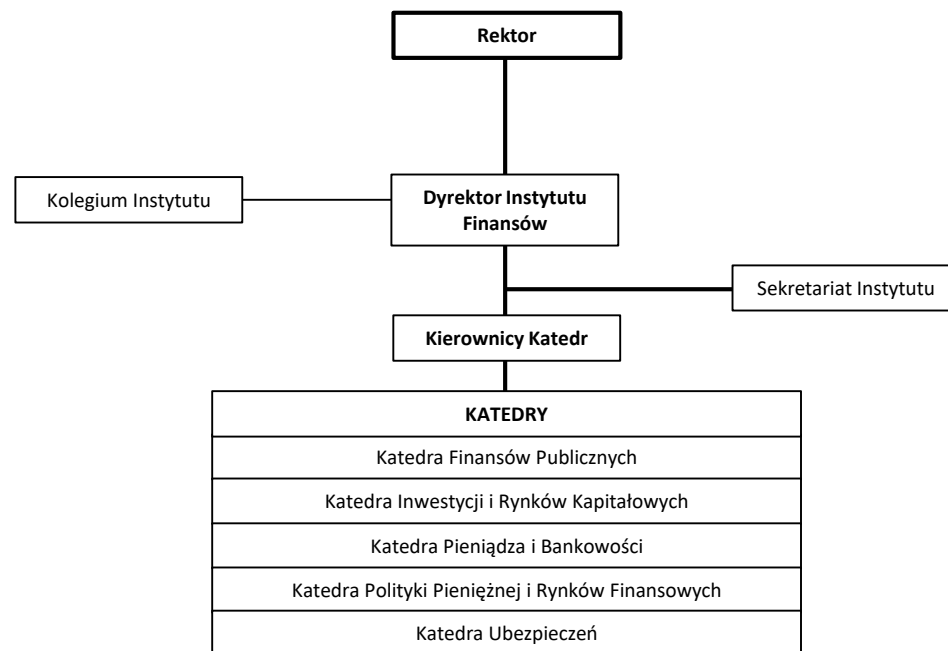 Rektor
Kolegium Instytutu
Dyrektor Instytutu
Finansów
Sekretariat Instytutu
Kierownicy Katedr
KATEDRY
Katedra Finansów Publicznych
Katedra Inwestycji i Rynków Kapitałowych
Katedra Pieniądza i Bankowości
Katedra Polityki Pieniężnej i Rynków Finansowych
Katedra Ubezpieczeń